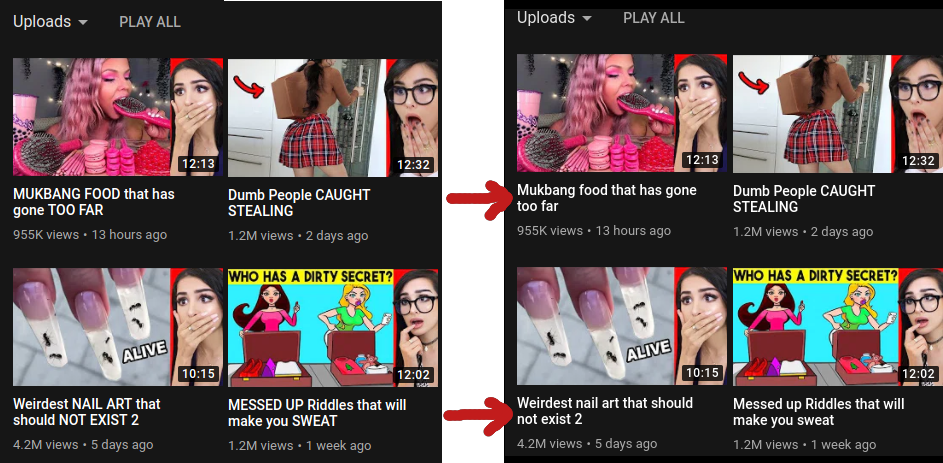 Uploads PLAY ALL
12:13
12:32
MUKBANG FOOD that has
gone TOO FAR
955K views • 13 hours ago
Dumb People CAUGHT
STEALING
1.2M views • 2 days ago
ALIVE
10:15
WHO HAS A DIRTY SECRET?
12:02
Weirdest NAIL ART that
should NOT EXIST 2
4.2M views • 5 days ago
MESSED UP Riddles that will
make you SWEAT
1.2M views • 1 week ago
Uploads PLAY ALL
12:13
12:32
Mukbang food that has gone
too far
955K views • 13 hours ago
Dumb People CAUGHT
STEALING
1.2M views • 2 days ago
ALIVE
10:15
WHO HAS A DIRTY SECRET?
12:02
Weirdest nail art that should
not exist 2
4.2M views • 5 days ago
Messed up Riddles that will
make you sweat
1.2M views • 1 week ago